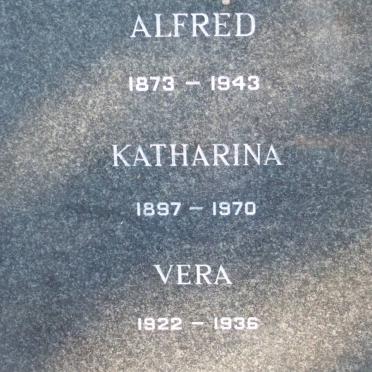 ALFRED
1873 – 1943
KATHARINA
1897 – 1970
VERA
1922 – 1936